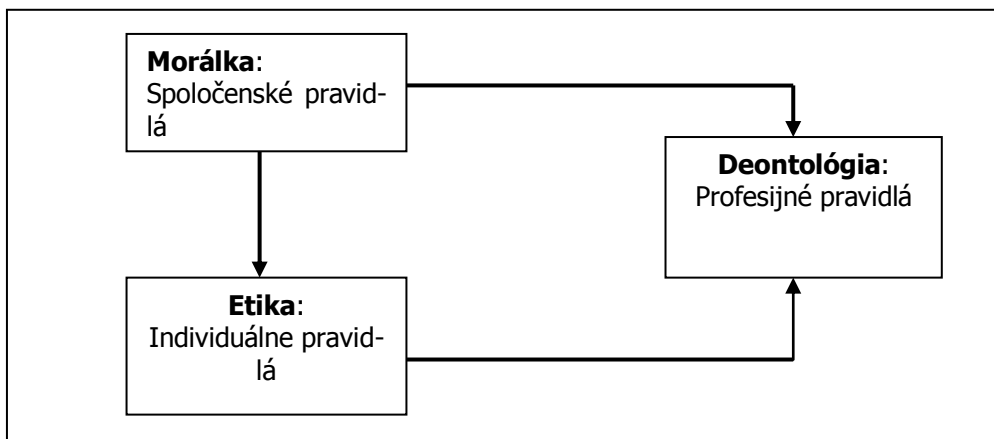 Morálka:
Spoločenské pravid-
lá
Deontológia:
Profesijné pravidlá
Etika:
Individuálne pravid-
lá